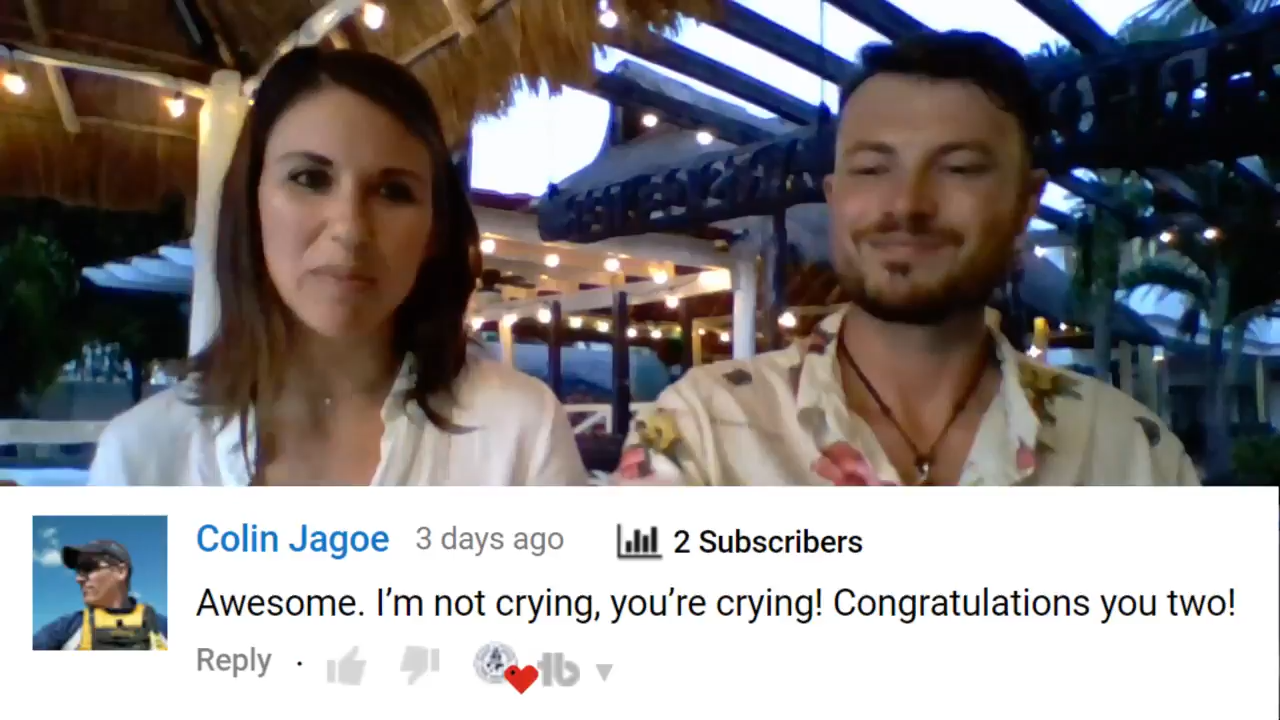 Colin Jagoe 3 days ago 2 Subscribers
Awesome. I’m not crying, you’re crying! Congratulations you two!
Reply ·